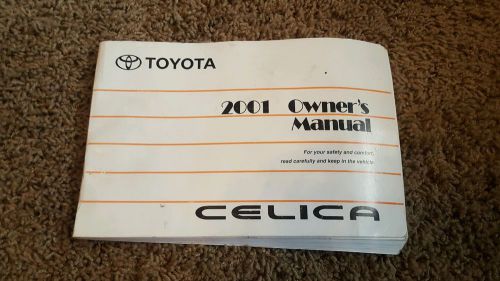 TOYOTA
2001 Owner's
Manual
For your safety and comfort,
read carefully and keep in the vehicle.
CELICA